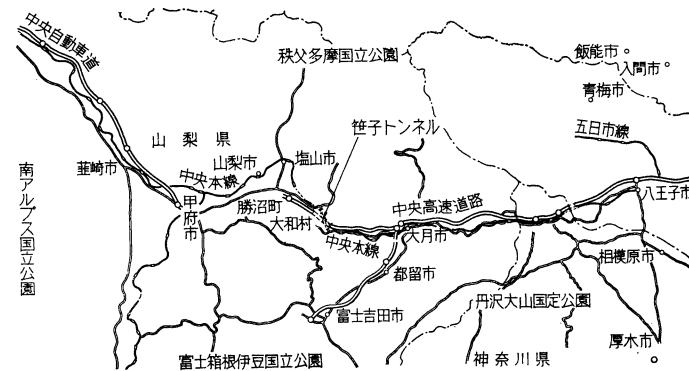 中央自動車道
秩父多摩国立公園
飯能市
入間市
青梅市
笹子トンネル
五日市線
山梨県
山梨市
塩山市
韮崎市
中央本線
南アルプス国立公園
甲府市
勝沼町
大和村
中央高速道路
八王子市
中央本線
大月市
相模原市
都留市
丹沢大山国定公園
富士吉田市
厚木市
富士箱根伊豆国立公園
神奈川県